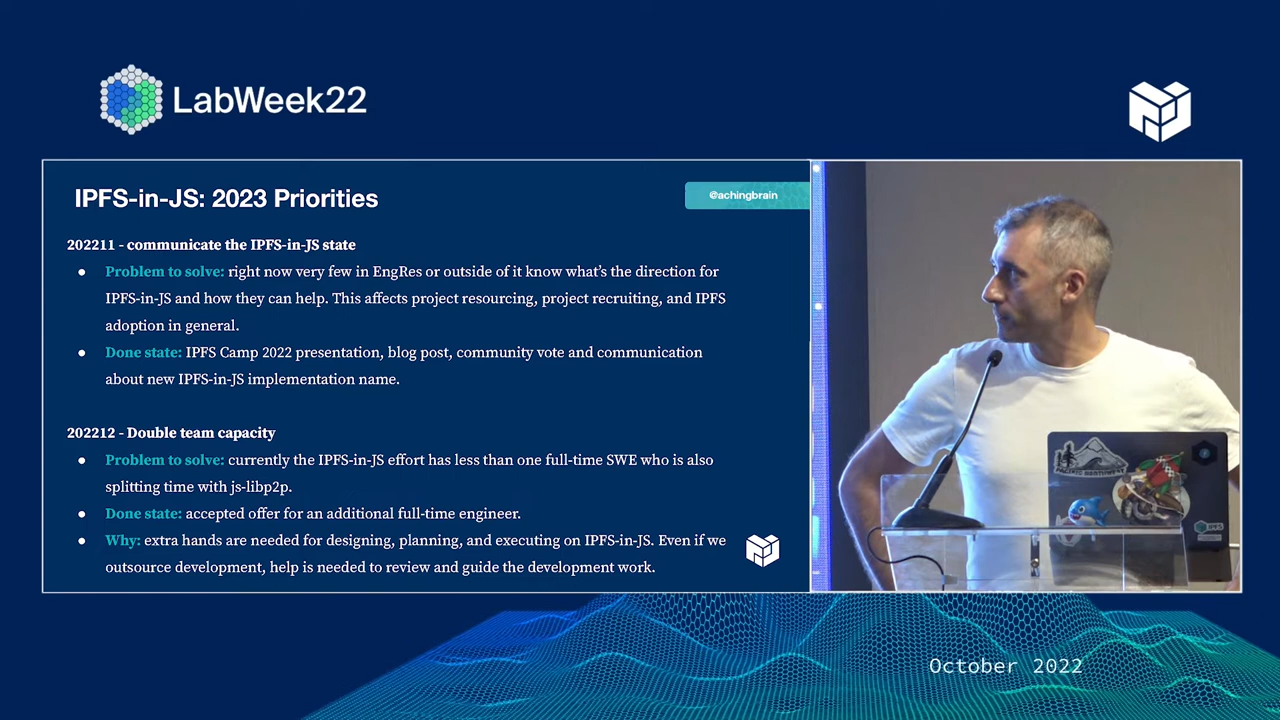 LabWeek22
IPFS-in-JS: 2023 Priorities
@achingbrain
202211 - communicate the IPFS-in-JS state
● Problem to solve: right now very few in EngRes or outside of it know what's the direction for
IPFS-in-JS and how they can help. This affects project resourcing, project recruiting, and IPFS
adoption in general.
● Done state: IPFS Camp 2022 presentation, blog post, community vote and communication
about new IPFS-in-JS implementation name.
202212 - Double team capacity
● Problem to solve: currently the IPFS-in-JS effort has less than one full-time SWE who is also
splitting time with js-libp2p.
● Done state: accepted offer for an additional full-time engineer.
● Why: extra hands are needed for designing, planning, and executing on IPFS-in-JS. Even if we
outsource development, help is needed to review and guide the development work.
PACIFIC NORTHWEST
IPFS
October 2022